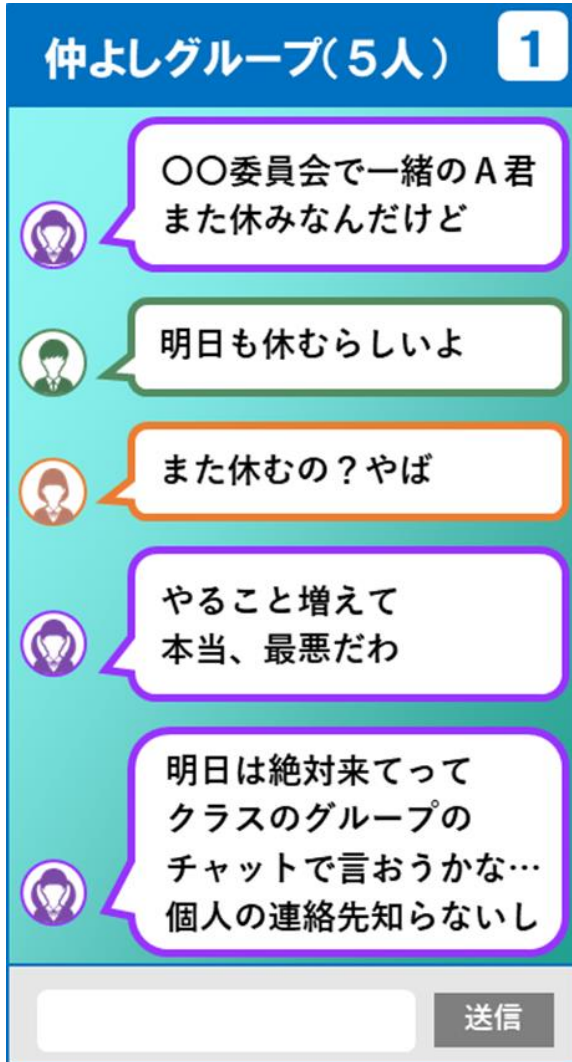 仲よしグループ(5人)
1
〇〇委員会で一緒のA君
また休みなんだけど
明日も休むらしいよ
また休むの?やば
やること増えて
本当、最悪だわ
明日は絶対来てって
クラスのグループの
チャットで言おうかな…
個人の連絡先知らないし
送信